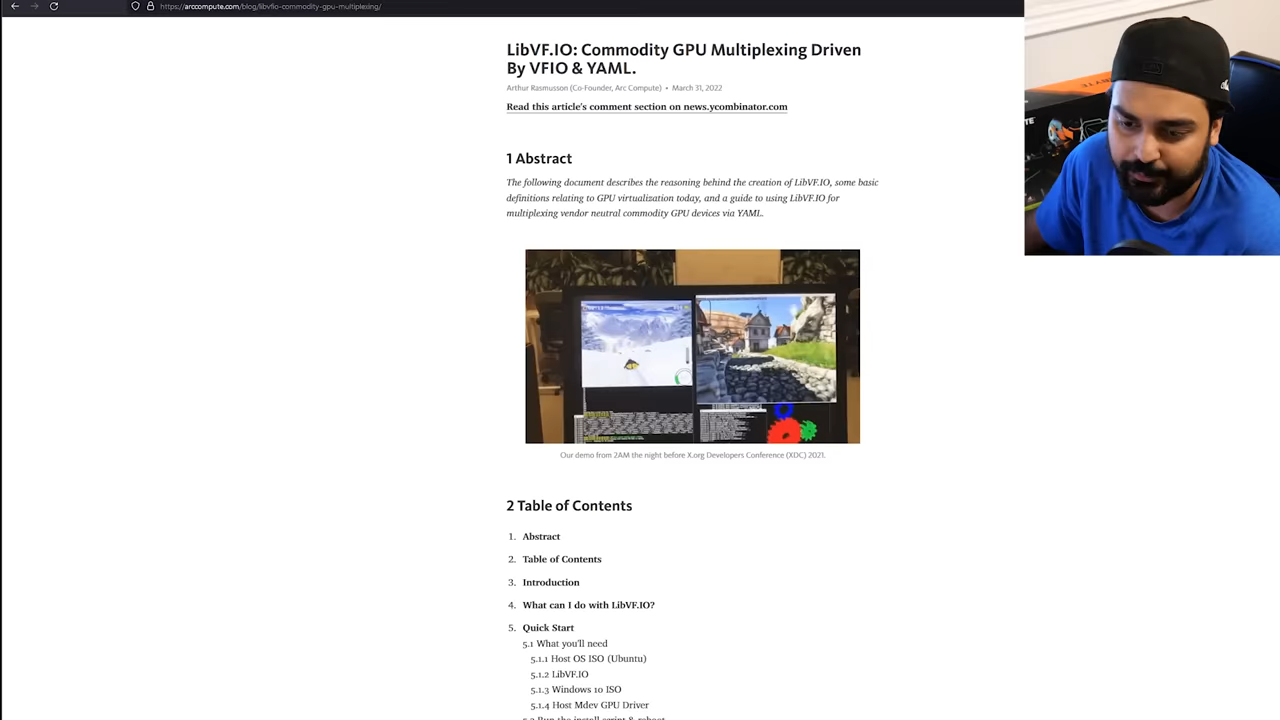 https://arccompute.com/blog/libvfio-commodity-gpu-multiplexing/
LibVF.IO: Commodity GPU Multiplexing Driven
By VFIO & YAML.
Arthur Rasmusson (Co-Founder, Arc Compute) • March 31, 2022
Read this article's comment section on news.ycombinator.com
1 Abstract
The following document describes the reasoning behind the creation of LibVF.IO, some basic
definitions relating to GPU virtualization today, and a guide to using LibVF.IO for
multiplexing vendor neutral commodity GPU devices via YAML.
Our demo from 2AM the night before X.org Developers Conference (XDC) 2021.
2 Table of Contents
1. Abstract
2. Table of Contents
3. Introduction
4. What can I do with LibVF.IO?
5. Quick Start
5.1 What you'll need
5.1.1 Host OS ISO (Ubuntu)
5.1.2 LibVF.IO
5.1.3 Windows 10 ISO
5.1.4 Host Mdev GPU Driver
5.2 Run the install script & reboot